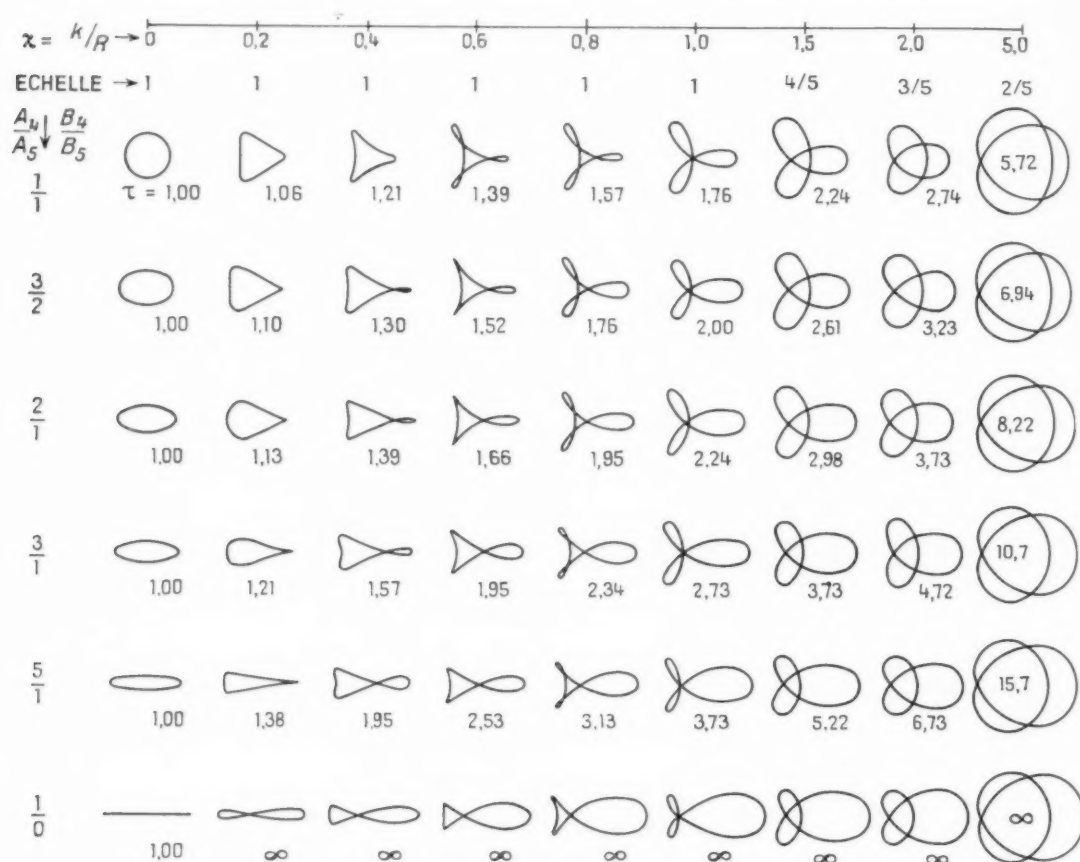 ϰ = k/R → 0 0,2 0,4 0,6 0,8 1,0 1,5 2,0 5,0
ECHELLE → 1 1 1 1 1 1 4/5 3/5 2/5
A4/A5 ↓ B4/B5
1/1 τ = 1,00 1,06 1,21 1,39 1,57 1,76 2,24 2,74 5,72
3/2 1,00 1,10 1,30 1,52 1,76 2,00 2,61 3,23 6,94
2/1 1,00 1,13 1,39 1,66 1,95 2,24 2,98 3,73 8,22
3/1 1,00 1,21 1,57 1,95 2,34 2,73 3,73 4,72 10,7
5/1 1,00 1,38 1,95 2,53 3,13 3,73 5,22 6,73 15,7
1/0 1,00 ∞ ∞ ∞ ∞ ∞ ∞ ∞ ∞